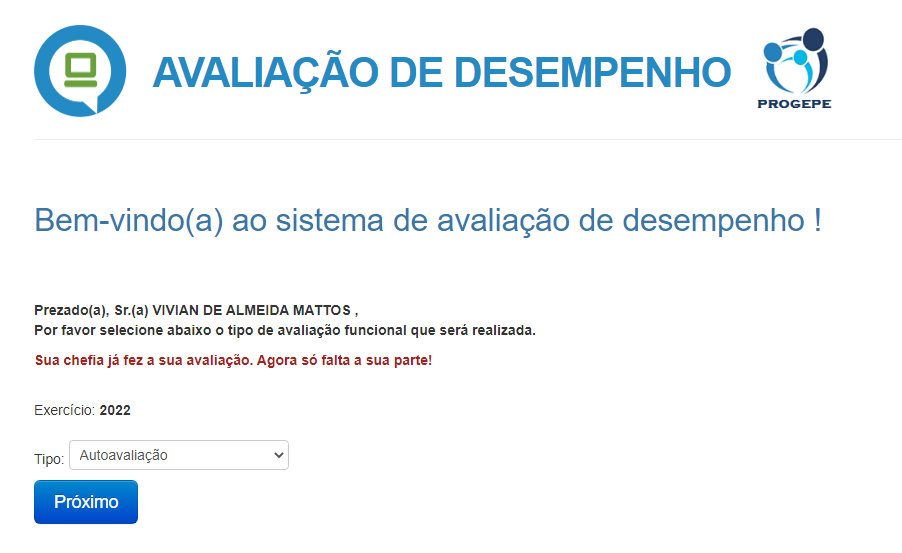 AVALIAÇÃO DE DESEMPENHO
PROGEPE
Bem-vindo(a) ao sistema de avaliação de desempenho !
Prezado(a), Sr.(a) VIVIAN DE ALMEIDA MATTOS ,
Por favor selecione abaixo o tipo de avaliação funcional que será realizada.
Sua chefia já fez a sua avaliação. Agora só falta a sua parte!
Exercício: 2022
Tipo: Autoavaliação
Próximo